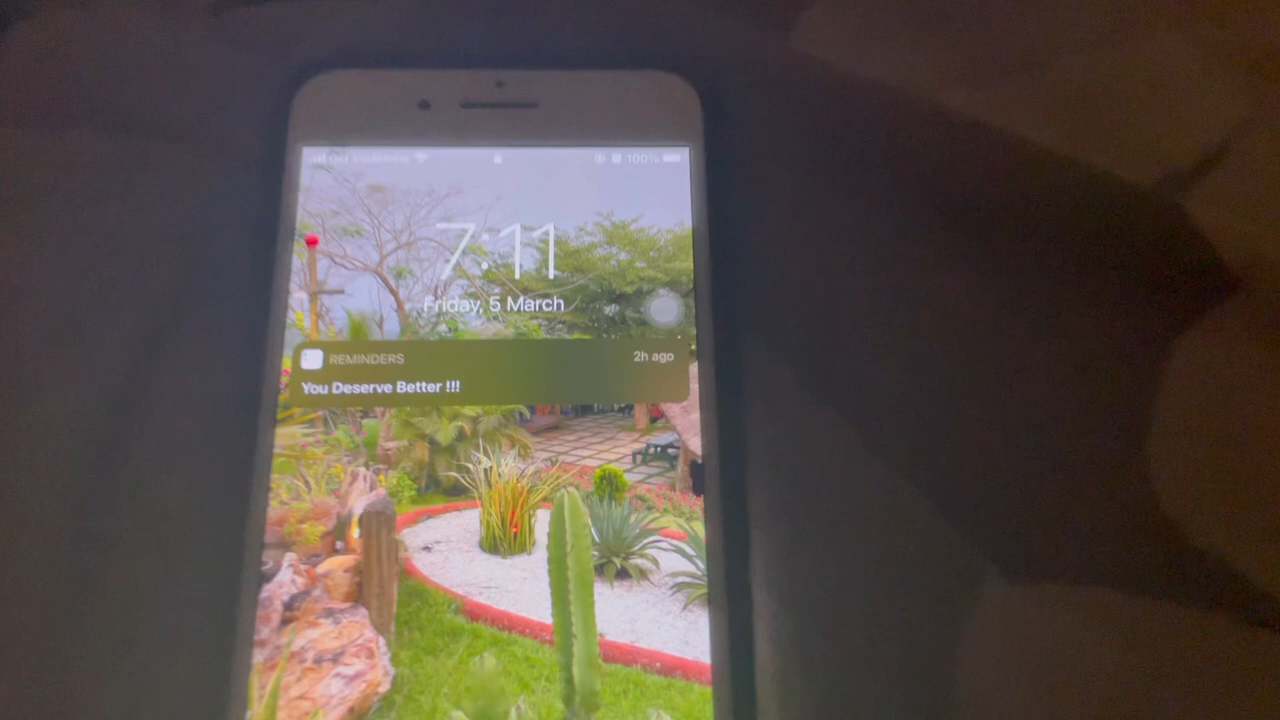 100%
7:11
Friday, 5 March
REMINDERS
2h ago
You Deserve Better !!!